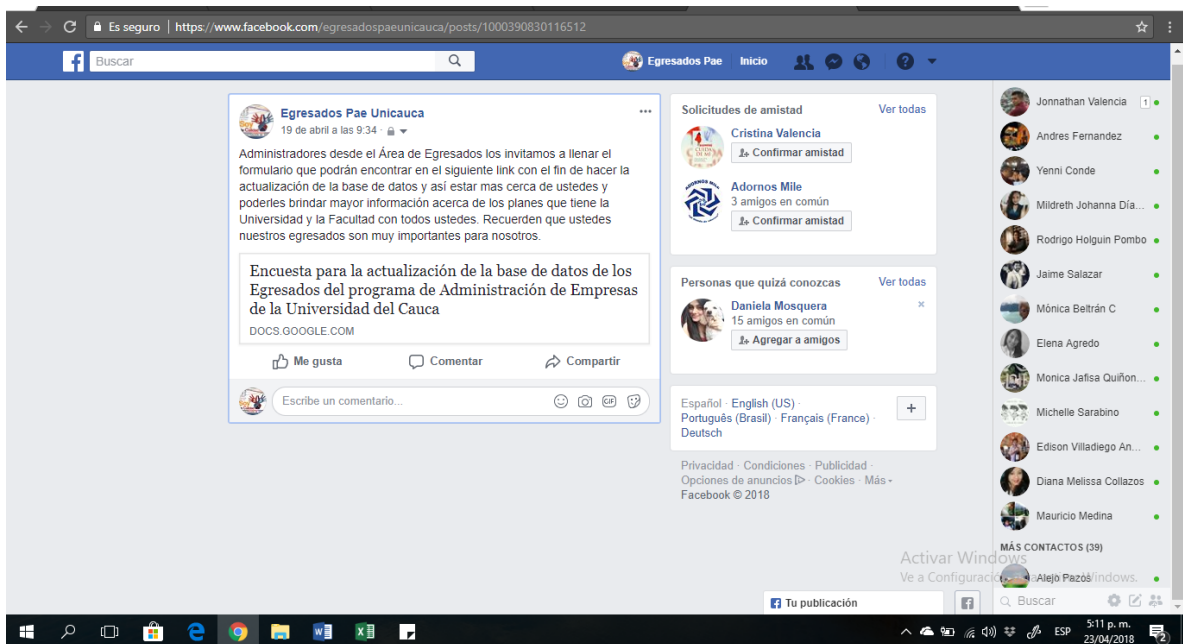 Es seguro | https://www.facebook.com/egresadospaeunicauca/posts/1000390830116512
Buscar
Egresados Pae Inicio
Egresados Pae Unicauca
19 de abril a las 9:34 ·
Administradores desde el Área de Egresados los invitamos a llenar el
formulario que podrán encontrar en el siguiente link con el fin de hacer la
actualización de la base de datos y así estar mas cerca de ustedes y
poderles brindar mayor información acerca de los planes que tiene la
Universidad y la Facultad con todos ustedes. Recuerden que ustedes
nuestros egresados son muy importantes para nosotros.
Encuesta para la actualización de la base de datos de los
Egresados del programa de Administración de Empresas
de la Universidad del Cauca
DOCS.GOOGLE.COM
Me gusta Comentar Compartir
Escribe un comentario...
GIF
Solicitudes de amistad Ver todas
Cristina Valencia
Confirmar amistad
Adornos Mile
3 amigos en común
Confirmar amistad
Personas que quizá conozcas Ver todas
Daniela Mosquera
15 amigos en común
Agregar a amigos
Español · English (US) ·
Português (Brasil) · Français (France) ·
Deutsch
Privacidad · Condiciones · Publicidad ·
Opciones de anuncios · Cookies · Más
Facebook © 2018
Jonnathan Valencia 1
Andres Fernandez
Yenni Conde
Mildreth Johanna Día...
Rodrigo Holguin Pombo
Jaime Salazar
Mónica Beltrán C
Elena Agredo
Monica Jafisa Quiñon...
Michelle Sarabino
Edison Villadiego An...
Diana Melissa Collazos
Mauricio Medina
MÁS CONTACTOS (39)
Alejo Pazos
Activar Windows
Ve a Configuración Windows.
Buscar
Tu publicación
ESP
5:11 p. m.
23/04/2018
2